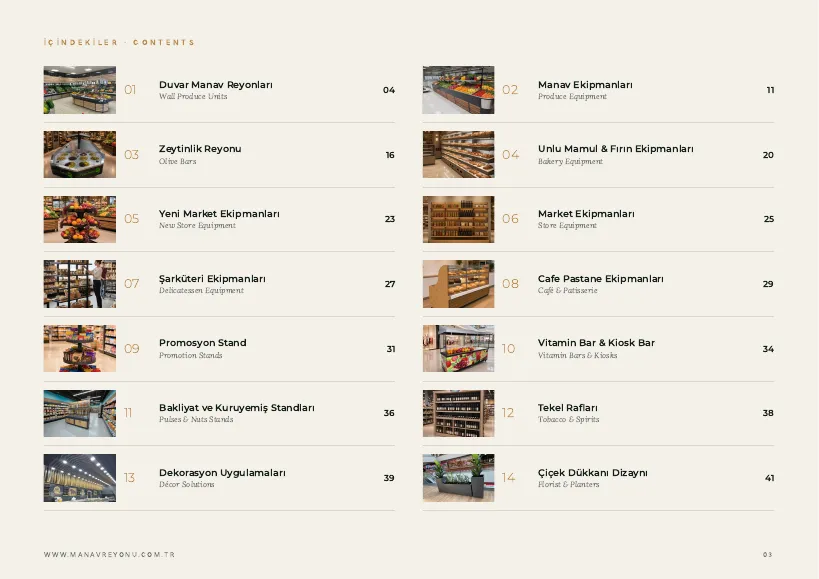 İÇİNDEKİLER · CONTENTS
01
Duvar Manav Reyonları
Wall Produce Units
04
02
Manav Ekipmanları
Produce Equipment
11
03
Zeytinlik Reyonu
Olive Bars
16
04
Unlu Mamul & Fırın Ekipmanları
Bakery Equipment
20
05
Yeni Market Ekipmanları
New Store Equipment
23
06
Market Ekipmanları
Store Equipment
25
07
Şarküteri Ekipmanları
Delicatessen Equipment
27
08
Cafe Pastane Ekipmanları
Café & Patisserie
29
09
Promosyon Stand
Promotion Stands
31
10
Vitamin Bar & Kiosk Bar
Vitamin Bars & Kiosks
34
11
Bakliyat ve Kuruyemiş Standları
Pulses & Nuts Stands
36
12
Tekel Rafları
Tobacco & Spirits
38
13
Dekorasyon Uygulamaları
Décor Solutions
39
14
Çiçek Dükkanı Dizaynı
Florist & Planters
41
WWW.MANAVREYONU.COM.TR
03